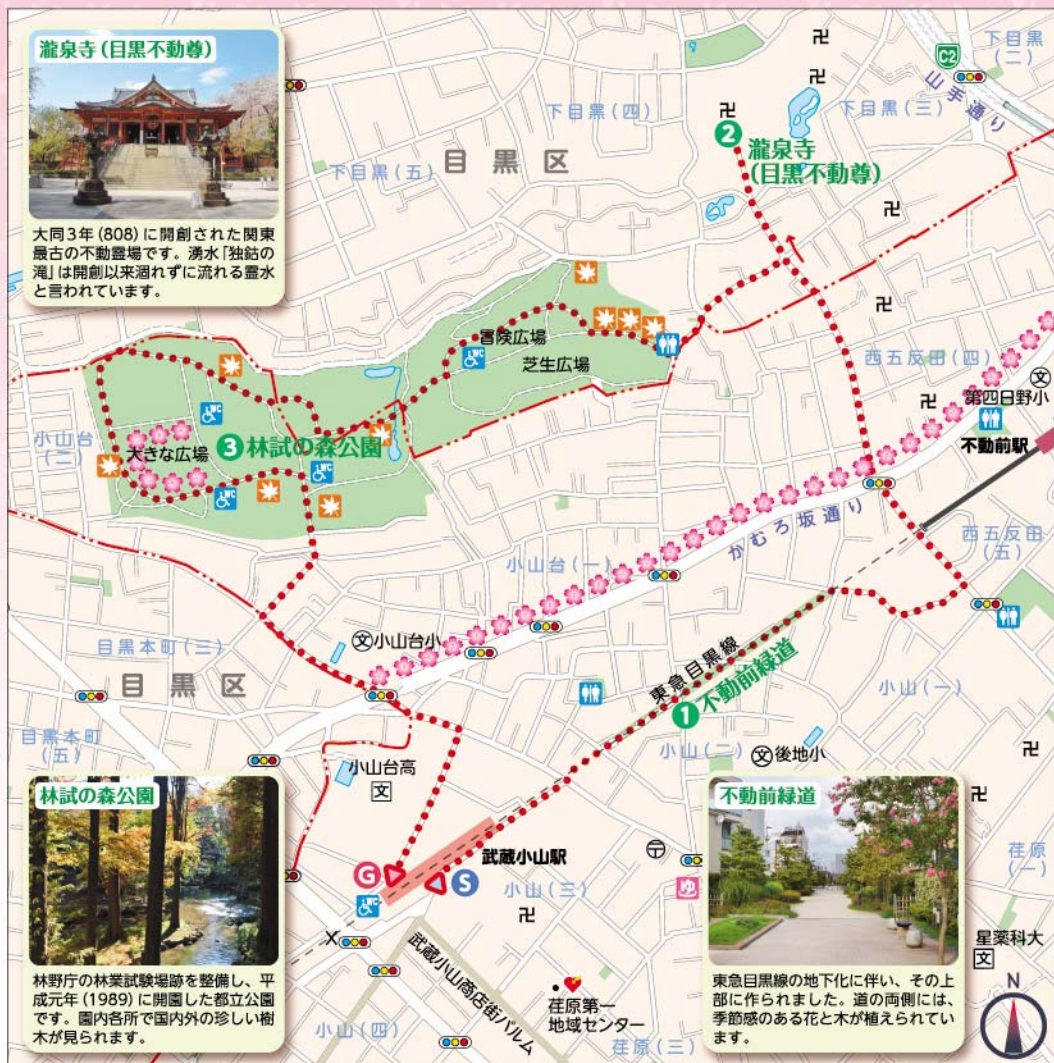 瀧泉寺（目黒不動尊）
大同3年（808）に開創された関東
最古の不動霊場です。湧水「独鈷の
滝」は開創以来涸れずに流れる霊水
と言われています。
下目黒（四）
下目黒（三）
下目黒
（二）
C2
山手通り
下目黒（五）
目黒区
❷
瀧泉寺
（目黒不動尊）
冒険広場
芝生広場
WC
西五反田（四）
文
第四日野小
不動前駅
小山台
（二）
大きな広場
❸林試の森公園
WC
WC
WC
WC
西五反田
（五）
かむろ坂通り
小山台（一）
目黒本町（三）
目黒区
文小山台小
東急目黒線
❶不動前緑道
小山（一）
小山（二）
文後地小
目黒本町
（五）
小山台高
文
武蔵小山駅
G
S
WC
小山（三）
〒
ゆ
荏原
（一）
星薬科大
文
武蔵小山商店街パルム
荏原第一
地域センター
小山（四）
荏原（三）
N
林試の森公園
林野庁の林業試験場跡を整備し、平
成元年（1989）に開園した都立公園
です。園内各所で国内外の珍しい樹
木が見られます。
不動前緑道
東急目黒線の地下化に伴い、その上
部に作られました。道の両側には、
季節感のある花と木が植えられてい
ます。